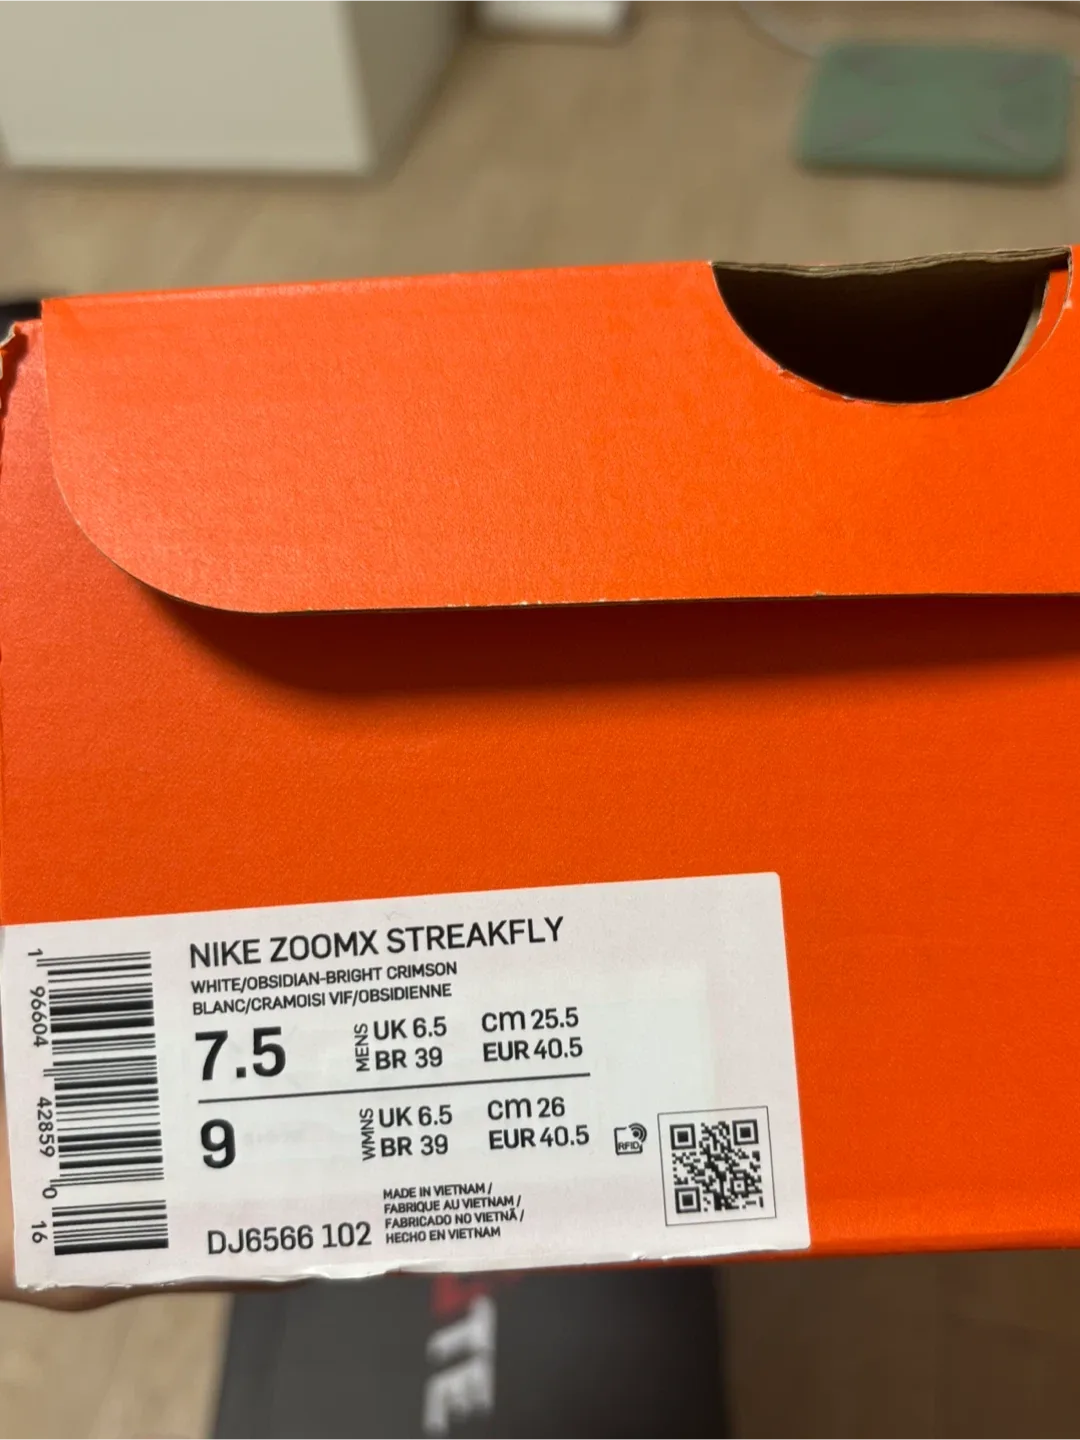 NIKE ZOOMX STREAKFLY
WHITE/OBSIDIAN-BRIGHT CRIMSON
BLANC/CRAMOISI VIF/OBSIDIENNE
7.5 MENS UK 6.5 cm 25.5
BR 39 EUR 40.5
9 WMNS UK 6.5 cm 26
BR 39 EUR 40.5
RFID
MADE IN VIETNAM /
FABRIQUE AU VIETNAM /
FABRICADO NO VIETNÃ /
HECHO EN VIETNAM
DJ6566 102
1 96604 42859 0 16
TE